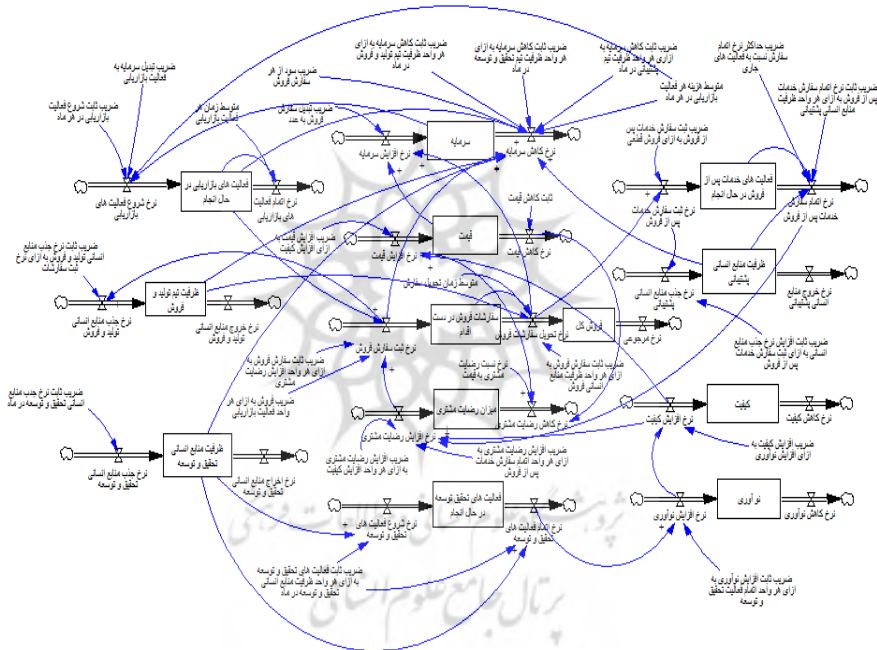 ضریب تبدیل سرمایه به
فعالیت بازاریابی
ضریب ثابت شروع فعالیت
بازاریابی در هر ماه
متوسط زمان هر
فعالیت بازاریابی
ضریب سود از هر
سفارش فروش
ضریب ثابت کاهش سرمایه به ازای
هر واحد ظرفیت تیم تولید و فروش
در ماه
ضریب ثابت کاهش سرمایه به ازای
هر واحد ظرفیت تیم تحقیق و توسعه
در ماه
ضریب ثابت کاهش سرمایه به
ازاری هر واحد ظرفیت تیم
پشتیبانی در ماه
متوسط هزینه هر فعالیت
بازاریابی در هر ماه
ضریب حداکثر نرخ اتمام
سفارش نسبت به فعالیت های
جاری
ضریب ثابت نرخ اتمام سفارش خدمات
پس از فروش به ازای هر واحد ظرفیت
منابع انسانی پشتیبانی
ضریب تبدیل سفارش
فروش به عدد
ضریب ثبت سفارش خدمات پس
از فروش به ازای فروش قطعی
نرخ افزایش سرمایه
سرمایه
نرخ کاهش سرمایه
نرخ شروع فعالیت های
بازاریابی
فعالیت های بازاریابی در
حال انجام
نرخ اتمام فعالیت
های بازاریابی
نرخ ثبت سفارش خدمات
پس از فروش
فعالیت های خدمات پس از
فروش در حال انجام
نرخ اتمام سفارش
خدمات پس از فروش
ثابت کاهش قیمت
ضریب افزایش قیمت به
ازای افزایش کیفیت
نرخ افزایش قیمت
قیمت
نرخ کاهش قیمت
ضریب ثابت نرخ جذب منابع
انسانی تولید و فروش به ازای نرخ
ثبت سفارشات
نرخ جذب منابع انسانی
تولید و فروش
ظرفیت تیم تولید و
فروش
نرخ خروج منابع انسانی
تولید و فروش
متوسط زمان تحویل سفارش
نرخ جذب منابع انسانی
پشتیبانی
ظرفیت منابع انسانی
پشتیبانی
نرخ خروج منابع
انسانی پشتیبانی
نرخ ثبت سفارش فروش
سفارشات فروش در دست
اقدام
نرخ تحویل سفارشات فروش
فروش کل
نرخ مرجوعی
ضریب ثابت افزایش نرخ جذب منابع
انسانی به ازای ثبت سفارش خدمات
پس از فروش
ضریب ثابت سفارش فروش به
ازای هر واحد افزایش رضایت
مشتری
ضریب فروش به ازای هر
واحد فعالیت بازاریابی
نرخ نسبت رضایت
مشتری به قیمت
ضریب ثابت سفارش فروش به
ازای هر واحد ظرفیت منابع
انسانی فروش
نرخ افزایش رضایت مشتری
میزان رضایت مشتری
نرخ کاهش رضایت مشتری
نرخ افزایش کیفیت
کیفیت
نرخ کاهش کیفیت
ضریب ثابت نرخ جذب منابع
انسانی تحقیق و توسعه در ماه
نرخ جذب منابع انسانی
تحقیق و توسعه
ظرفیت منابع انسانی
تحقیق و توسعه
نرخ اخراج منابع
انسانی تحقیق و
توسعه
ضریب افزایش رضایت مشتری
به ازای هر واحد افزایش کیفیت
ضریب افزایش رضایت مشتری به
ازای هر واحد اتمام سفارش خدمات
پس از فروش
ضریب افزایش کیفیت به
ازای افزایش نوآوری
نرخ شروع فعالیت های
تحقیق و توسعه
فعالیت های تحقیق توسعه
در حال انجام
نرخ اتمام فعالیت های
تحقیق و توسعه
نرخ افزایش نوآوری
نو آوری
نرخ کاهش نوآوری
ضریب ثابت فعالیت های تحقیق و توسعه
به ازای هر واحد ظرفیت منابع انسانی
تحقیق و توسعه در ماه
ضریب ثابت افزایش نوآوری به
ازای هر واحد اتمام فعالیت تحقیق
و توسعه
پژوهشگاه علوم انسانی و مطالعات فرهنگی
پرتال جامع علوم انسانی